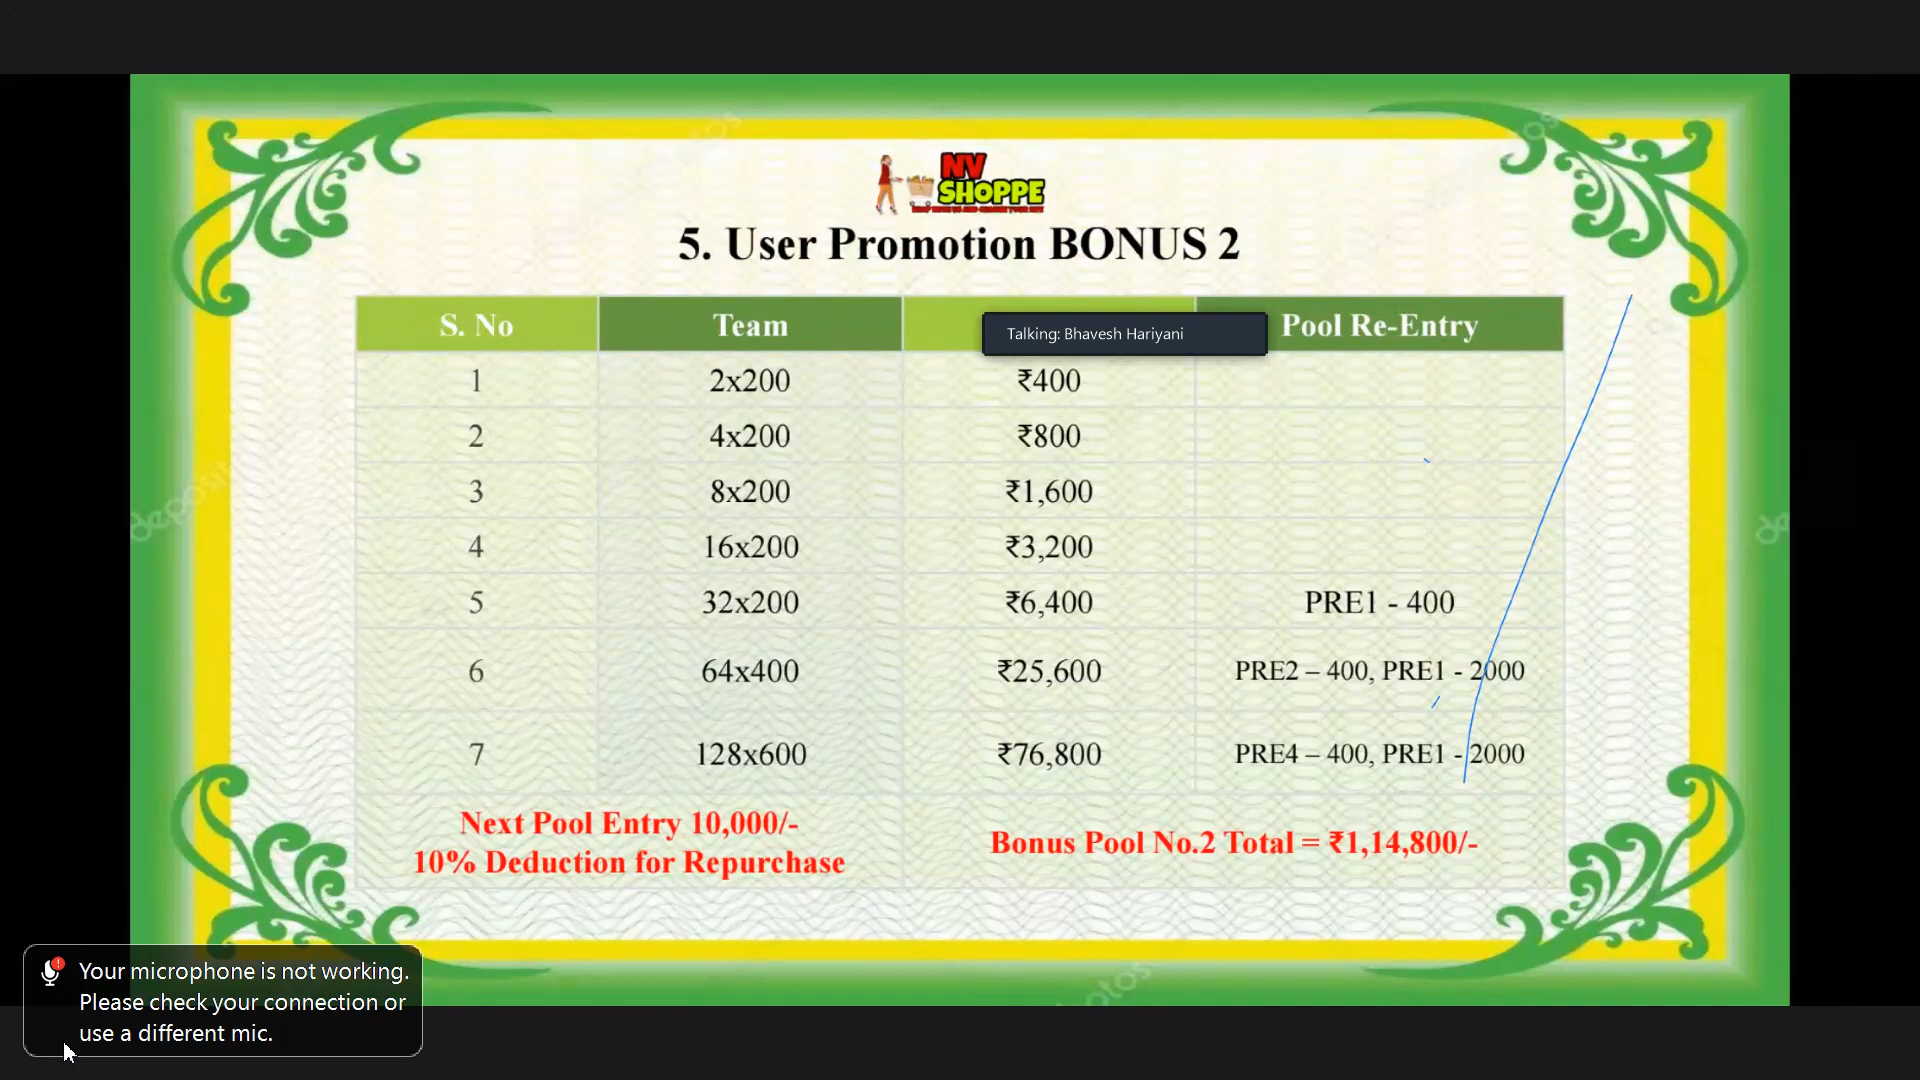 NV
SHOPPE
5. User Promotion BONUS 2
S. No Team Pool Re-Entry
Talking: Bhavesh Hariyani
1 2x200 ₹400
2 4x200 ₹800
3 8x200 ₹1,600
4 16x200 ₹3,200
5 32x200 ₹6,400 PRE1 - 400
6 64x400 ₹25,600 PRE2 – 400, PRE1 - 2000
7 128x600 ₹76,800 PRE4 – 400, PRE1 - 2000
Next Pool Entry 10,000/-
10% Deduction for Repurchase
Bonus Pool No.2 Total = ₹1,14,800/-
Your microphone is not working.
Please check your connection or
use a different mic.